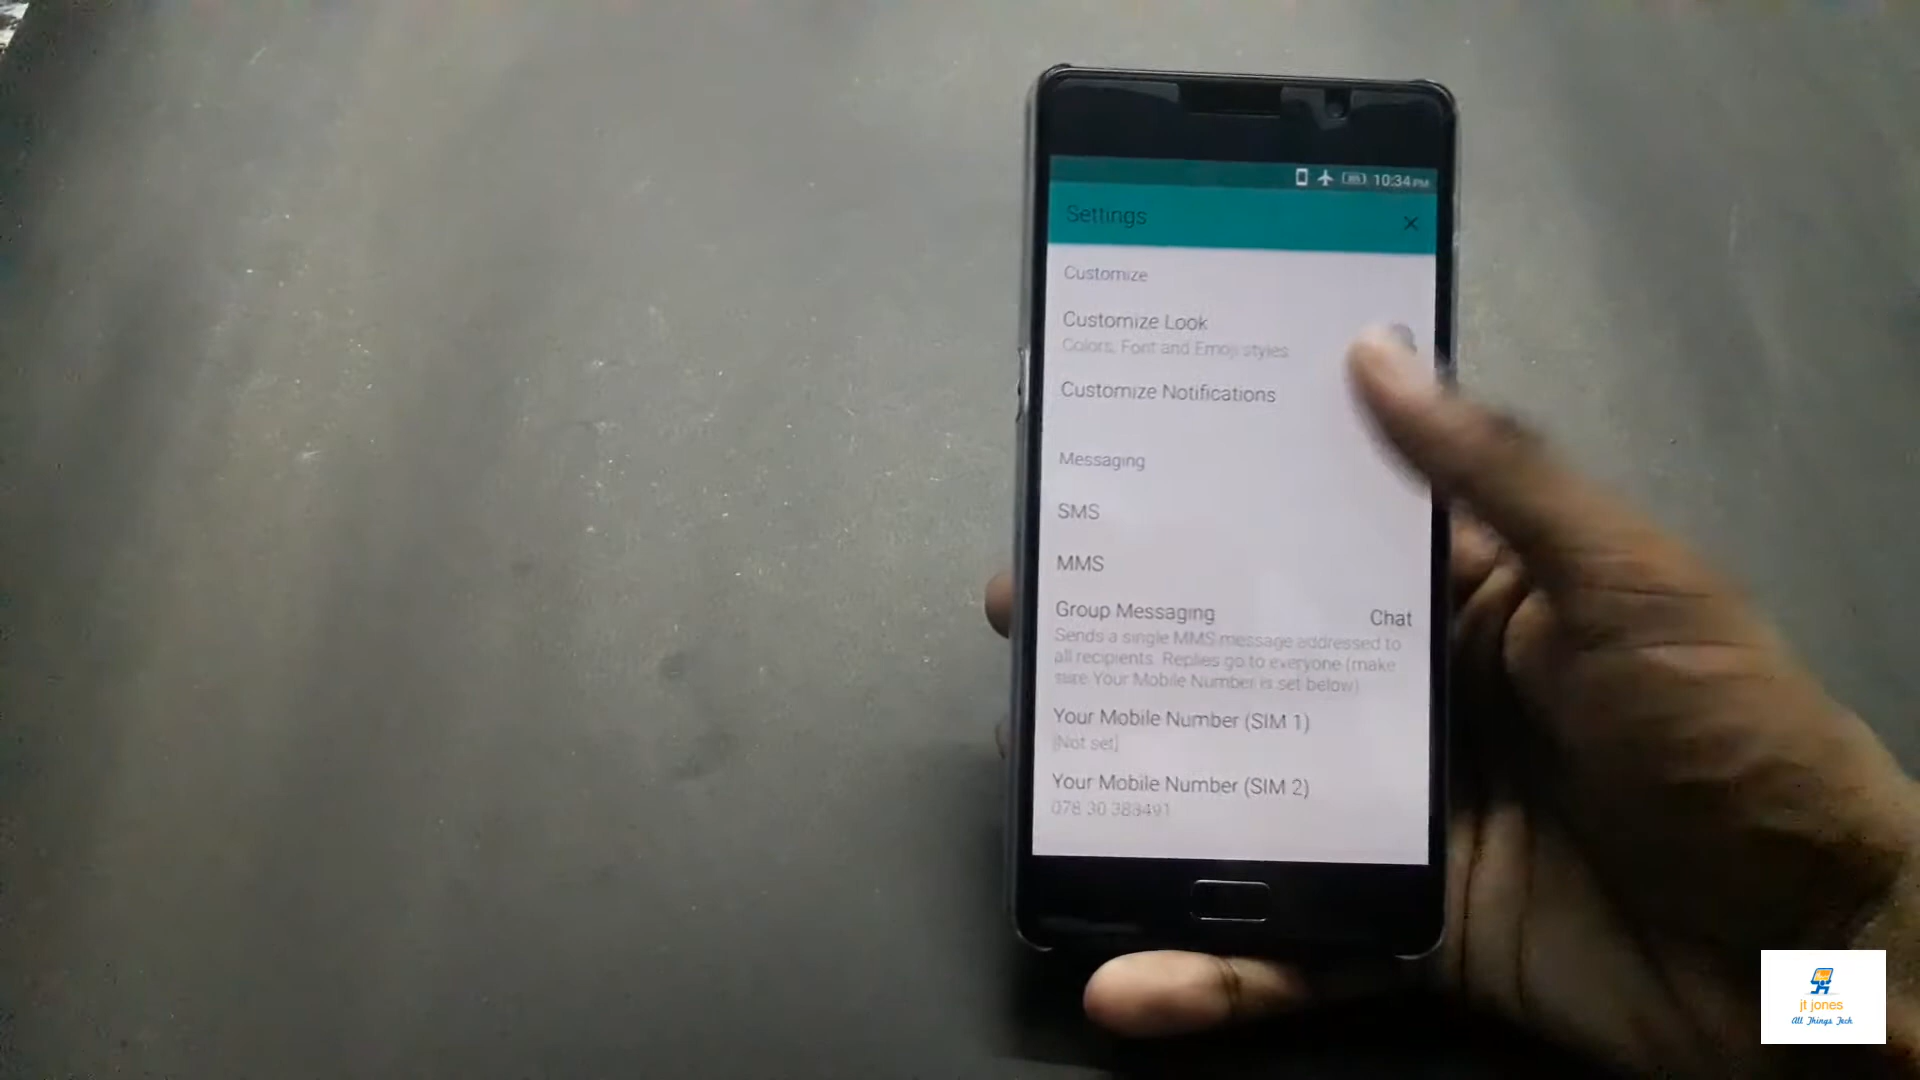 10:34 PM
Settings
Customize
Customize Look
Colors, Font and Emoji styles
Customize Notifications
Messaging
SMS
MMS
Group Messaging
Chat
Sends a single MMS message addressed to
all recipients. Replies go to everyone (make
sure Your Mobile Number is set below)
Your Mobile Number (SIM 1)
(Not set)
Your Mobile Number (SIM 2)
078 30 383491
jt jones
All Things Tech